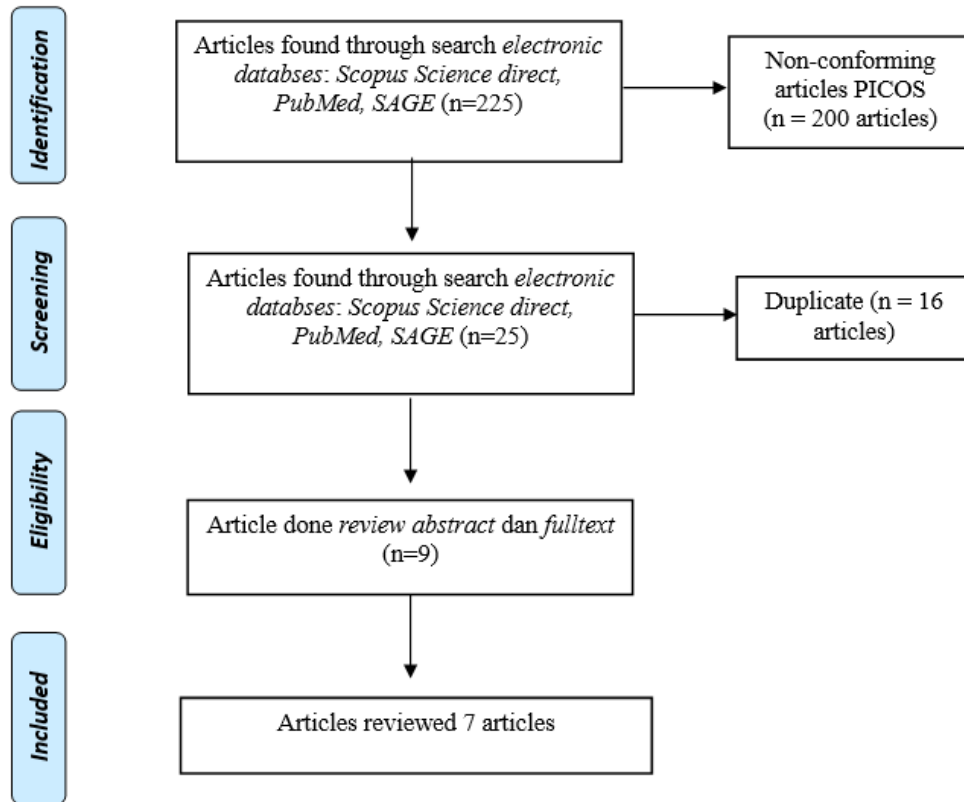 Identification
Articles found through search electronic
databses: Scopus Science direct,
PubMed, SAGE (n=225)
Non-conforming
articles PICOS
(n = 200 articles)
Screening
Articles found through search electronic
databses: Scopus Science direct,
PubMed, SAGE (n=25)
Duplicate (n = 16
articles)
Eligibility
Article done review abstract dan fulltext
(n=9)
Included
Articles reviewed 7 articles